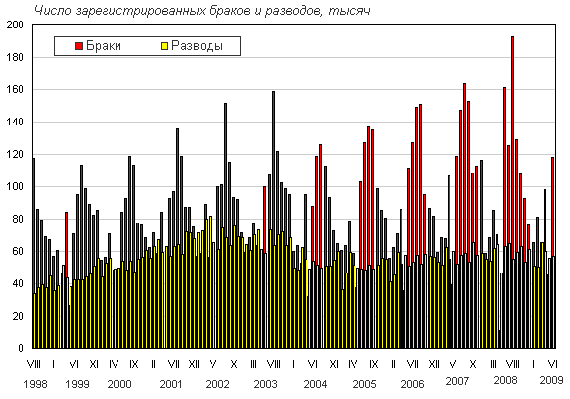 Число зарегистрированных браков и разводов, тысяч
200
Браки Разводы
180
160
140
120
100
80
60
40
20
0
VIII I VI XI IV IX II VII XII V X III VIII I VI XI IV IX II VII XII V X III VIII I VI
1998 1999 2000 2001 2002 2003 2004 2005 2006 2007 2008 2009